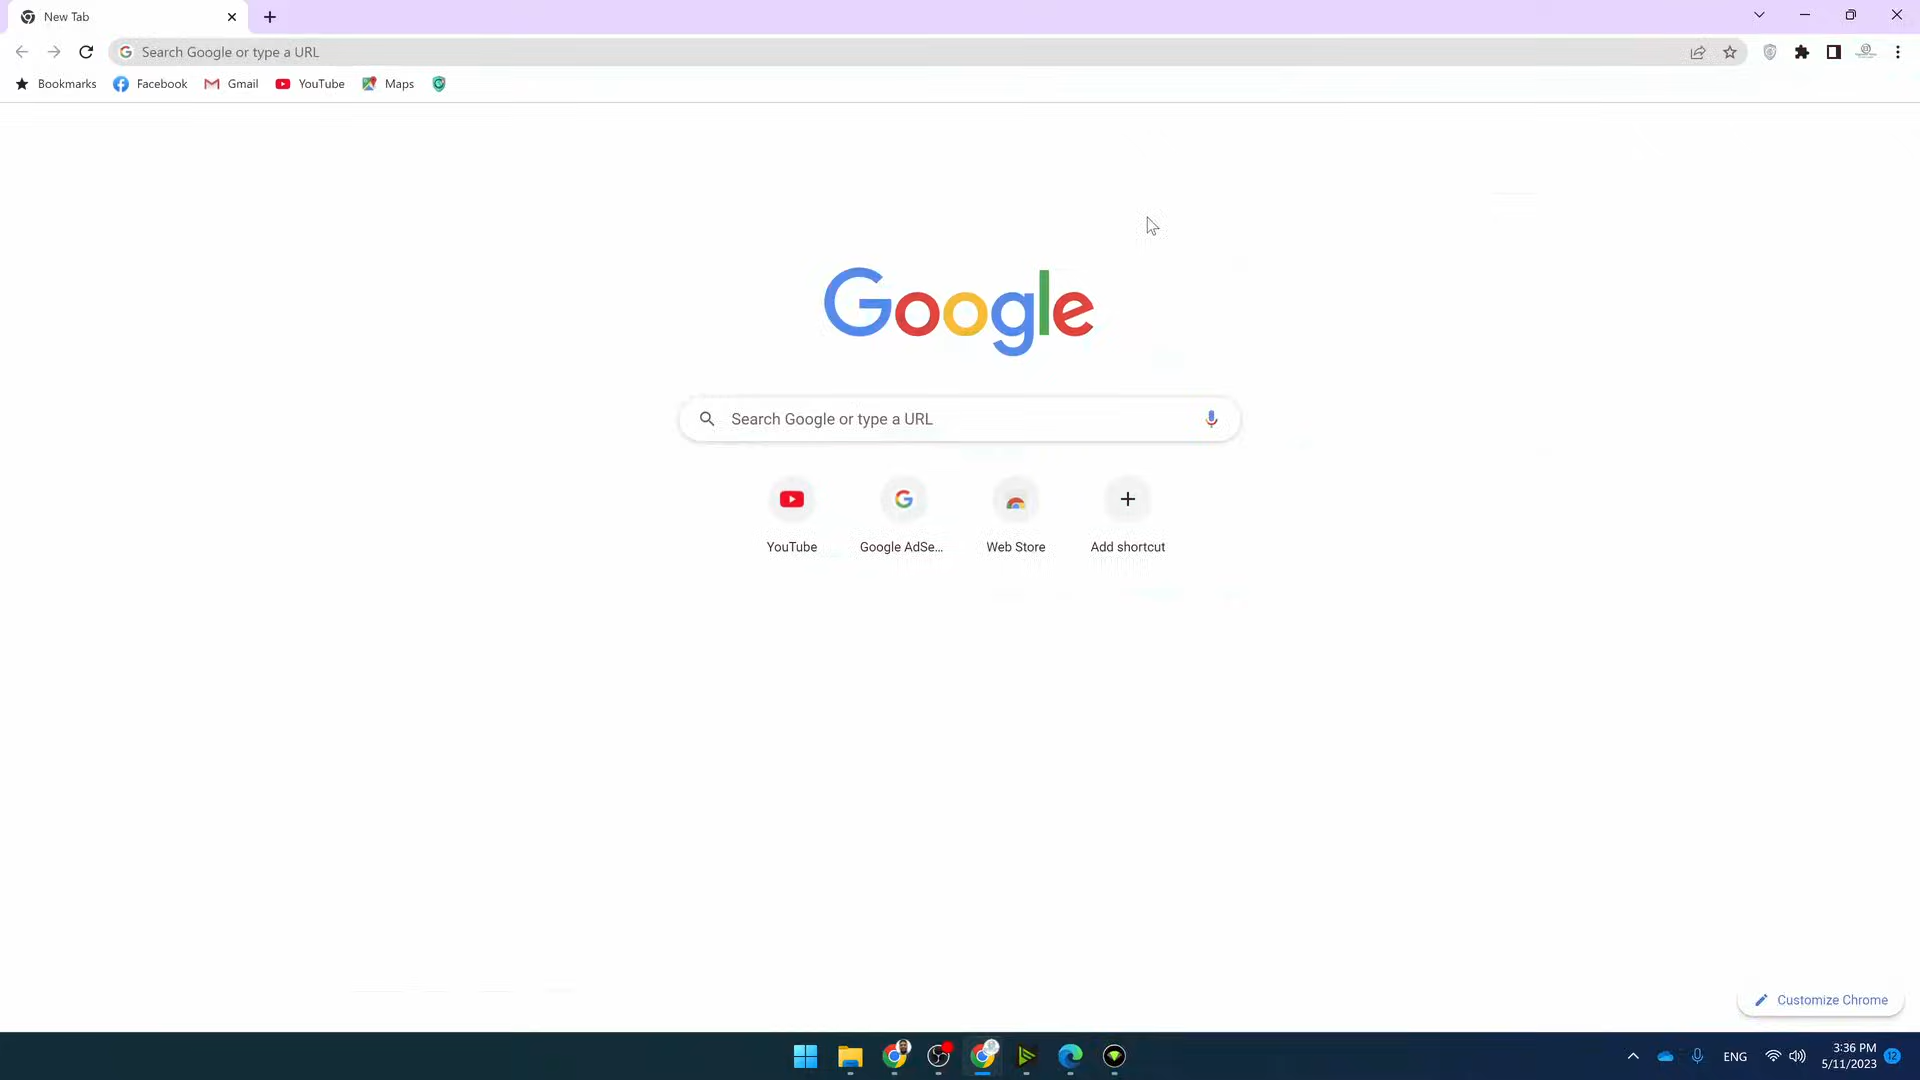 New Tab
Search Google or type a URL
Bookmarks Facebook Gmail YouTube Maps
Google
Search Google or type a URL
YouTube Google AdSe... Web Store Add shortcut
Customize Chrome
ENG
3:36 PM
5/11/2023
12